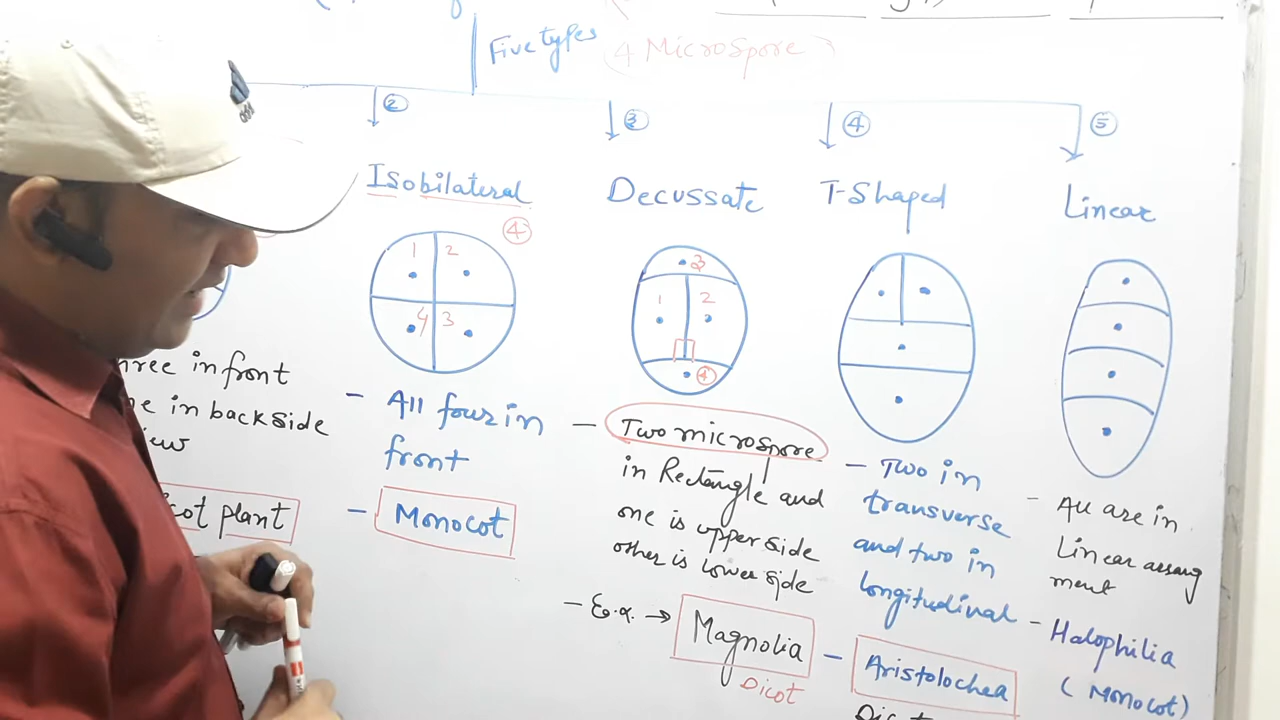 Five types
4 Microspore
②
③
④
⑤
Isobilateral
Decussate
T-Shaped
Linear
④
1 2
4 3
3
1 2
④
in front
in backside
plant
- All four in
front
- Monocot
- Two microspore
in Rectangle and
one is upper side
other is lower side
- E.x. → Magnolia
Dicot
- Two in
transverse
and two in
longitudinal
- Aristolochea
- All are in
Linear arrang
ment
- Halophilia
(Monocot)